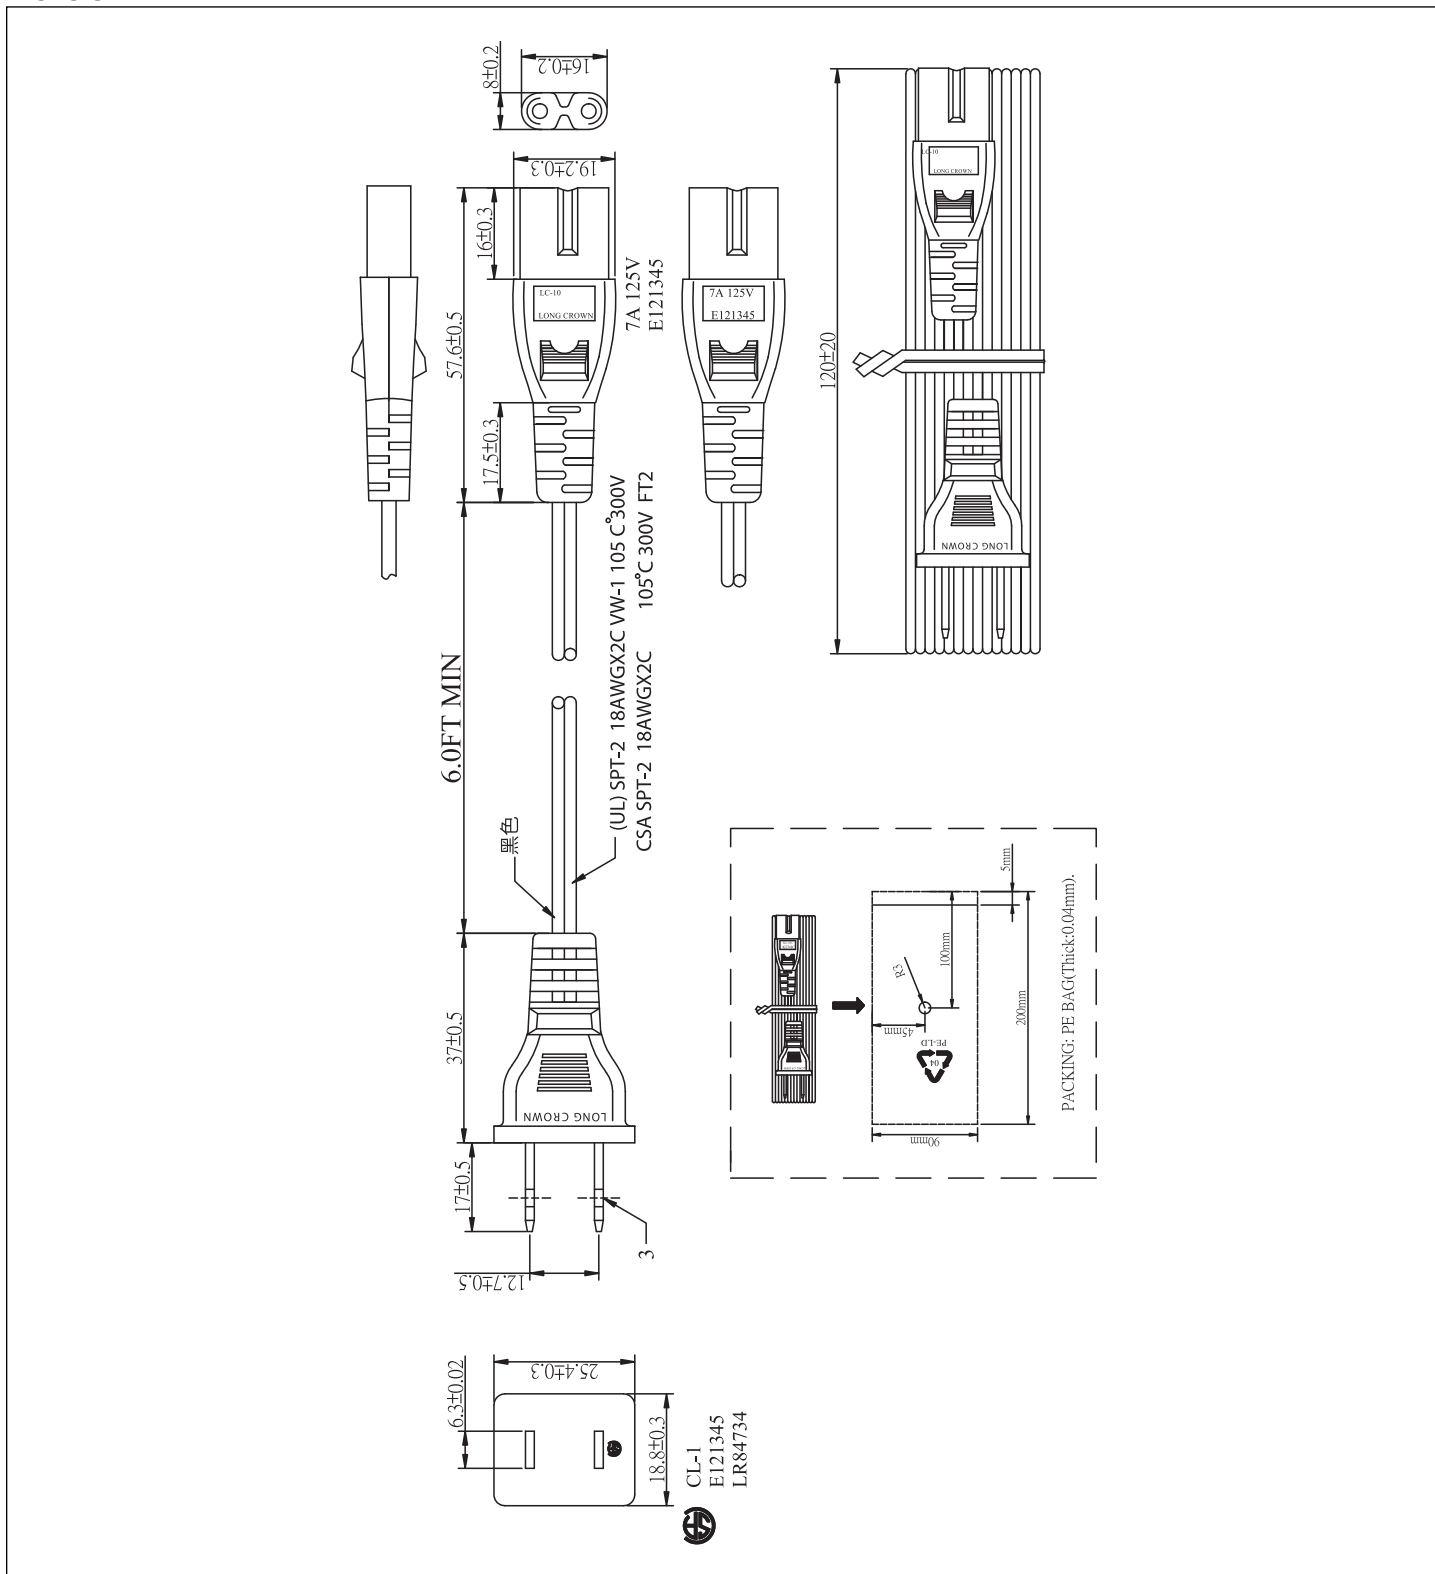 8±0.2
16±0.2
19.2±0.3
57.6±0.5
16±0.3
17.5±0.3
LC-10
LONG CROWN
7A 125V
E121345
7A 125V
E121345
LC-10
LONG CROWN
120±20
LONG CROWN
6.0FT MIN
黑色
(UL) SPT-2 18AWGX2C VW-1 105°C 300V
CSA SPT-2 18AWGX2C 105°C 300V FT2
37±0.5
LONG CROWN
17±0.5
3
12.7±0.5
5mm
100mm
R3
200mm
45mm
PE-LD
04
90mm
PACKING: PE BAG(Thick:0.04mm).
6.3±0.02
25.4±0.3
18.8±0.3
CL-1
E121345
LR84734